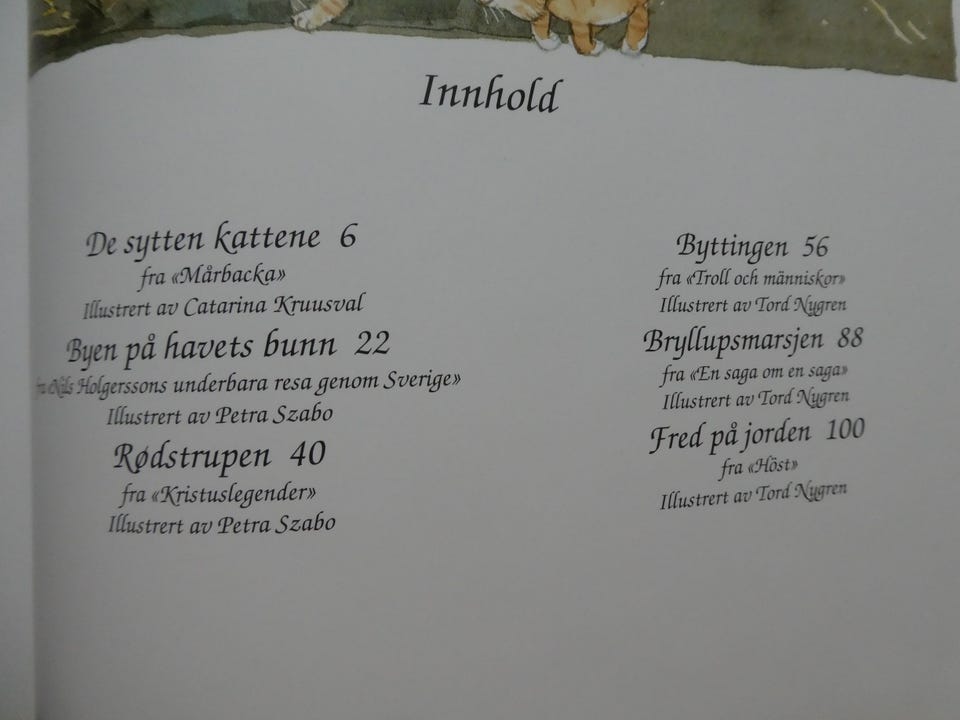 Innhold
De sytten kattene 6
fra «Mårbacka»
Illustrert av Catarina Kruusval
Byen på havets bunn 22
fra «Nils Holgerssons underbara resa genom Sverige»
Illustrert av Petra Szabo
Rødstrupen 40
fra «Kristuslegender»
Illustrert av Petra Szabo
Byttingen 56
fra «Troll och människor»
Illustrert av Tord Nygren
Bryllupsmarsjen 88
fra «En saga om en saga»
Illustrert av Tord Nygren
Fred på jorden 100
fra «Höst»
Illustrert av Tord Nygren